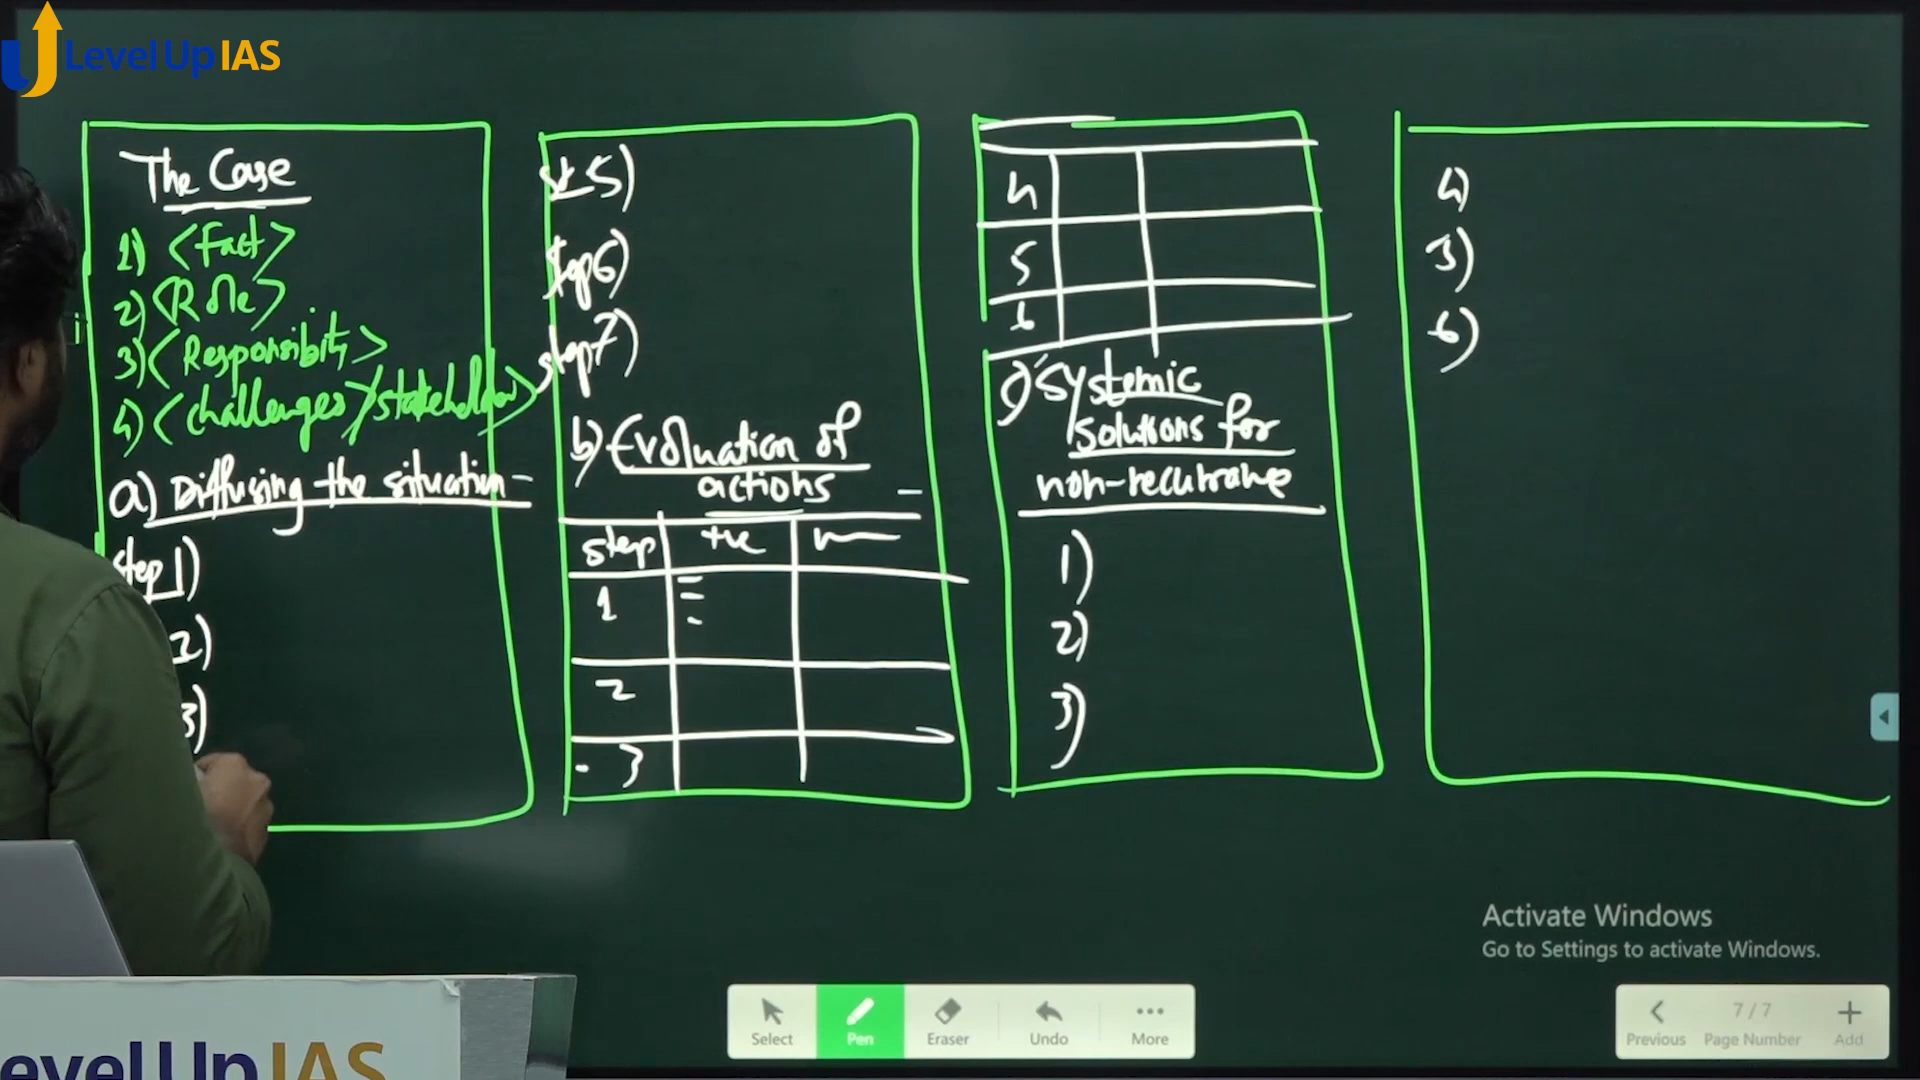 Level Up IAS
The Case
1) <Fact>
2) <Role>
3) <Responsibility>
4) <challenges>/stakeholders>
a) Diffusing the situation -
step 1)
2)
3)
5)
step 6)
step 7)
b) Evaluation of
actions -
step +ve
1
2
3
4
5
6
c) Systemic
solutions for
non-recurrance
1)
2)
3)
4)
5)
6)
Activate Windows
Go to Settings to activate Windows.
Select Pen Eraser Undo More
Previous 7/7 Page Number Add
evel Up IAS